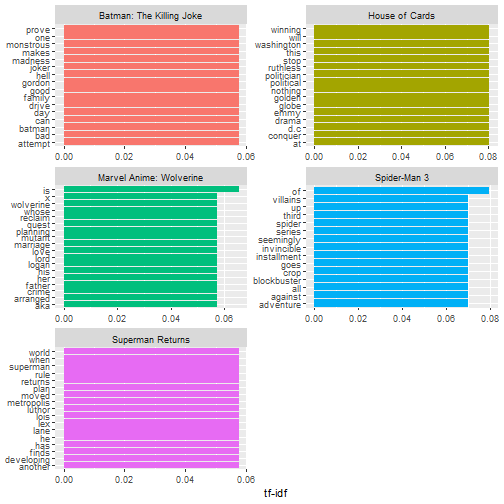 Batman: The Killing Joke
prove
one
monstrous
makes
madness
joker
hell
gordon
good
family
drive
day
can
batman
bad
attempt
0.00 0.02 0.04 0.06
House of Cards
winning
will
washington
this
stop
ruthless
politician
political
nothing
golden
globe
emmy
drama
d.c
conquer
at
0.00 0.02 0.04 0.06 0.08
Marvel Anime: Wolverine
is
x
wolverine
whose
reclaim
quest
planning
mutant
marriage
love
lord
logan
his
her
father
crime
arranged
aka
0.00 0.02 0.04 0.06
Spider-Man 3
of
villains
up
third
spider
series
seemingly
invincible
installment
goes
crop
blockbuster
all
against
adventure
0.00 0.02 0.04 0.06 0.08
Superman Returns
world
when
superman
rule
returns
plan
moved
metropolis
luthor
lois
lex
lane
he
has
finds
developing
another
0.00 0.02 0.04 0.06
tf-idf